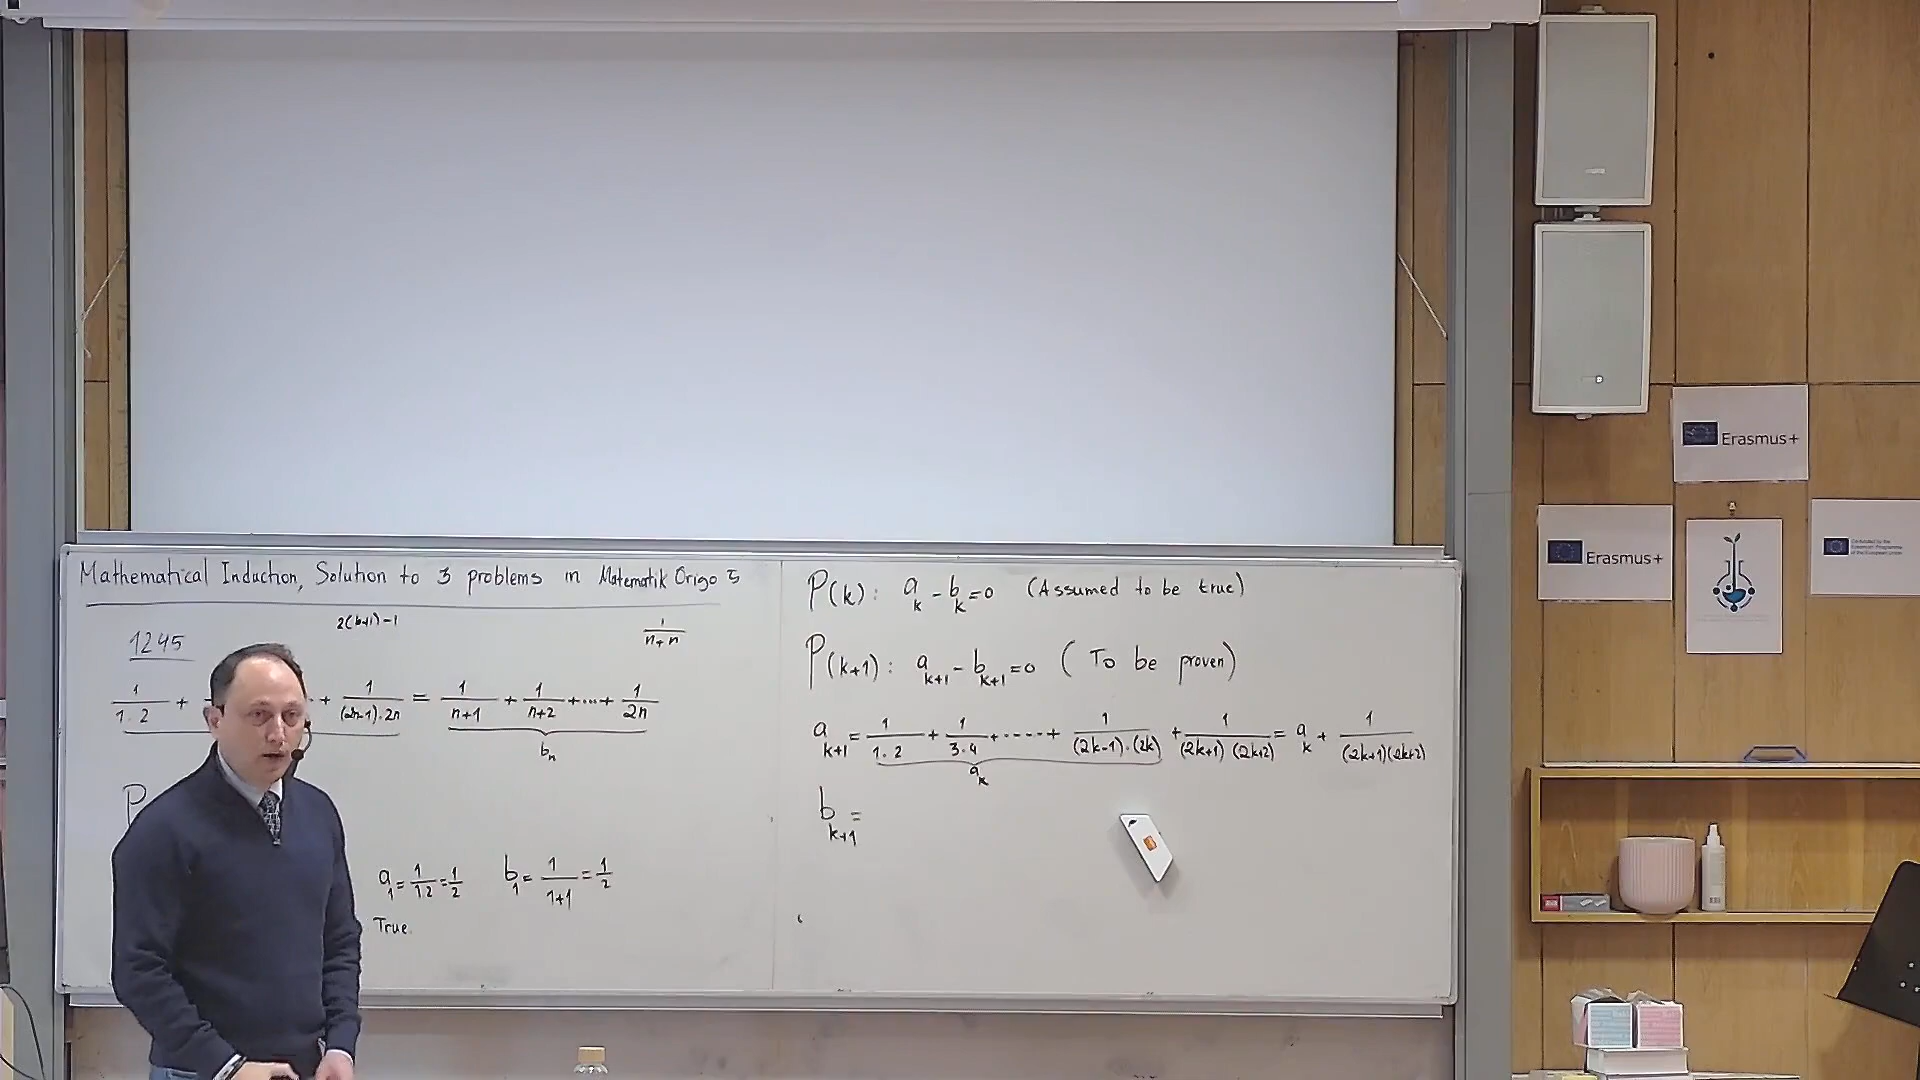 Mathematical Induction, Solution to 3 problems in Matematik Origo 5
1245
2(k+1)-1
1/(n+n)
1/(1.2) + + 1/((2n-1).2n) = 1/(n+1) + 1/(n+2) + ... + 1/(2n)
b_n
P
a_1 = 1/(1.2) = 1/2 b_1 = 1/(1+1) = 1/2
True.
P(k): a_k - b_k = 0 (Assumed to be true)
P(k+1): a_{k+1} - b_{k+1} = 0 (To be proven)
a_{k+1} = 1/(1.2) + 1/(3.4) + ----- + 1/((2k-1).(2k)) + 1/((2k+1)(2k+2)) = a_k + 1/((2k+1)(2k+2))
a_k
b_{k+1} =
Erasmus+
Erasmus+